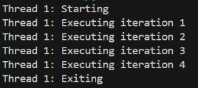 Thread 1: Starting
Thread 1: Executing iteration 1
Thread 1: Executing iteration 2
Thread 1: Executing iteration 3
Thread 1: Executing iteration 4
Thread 1: Exiting